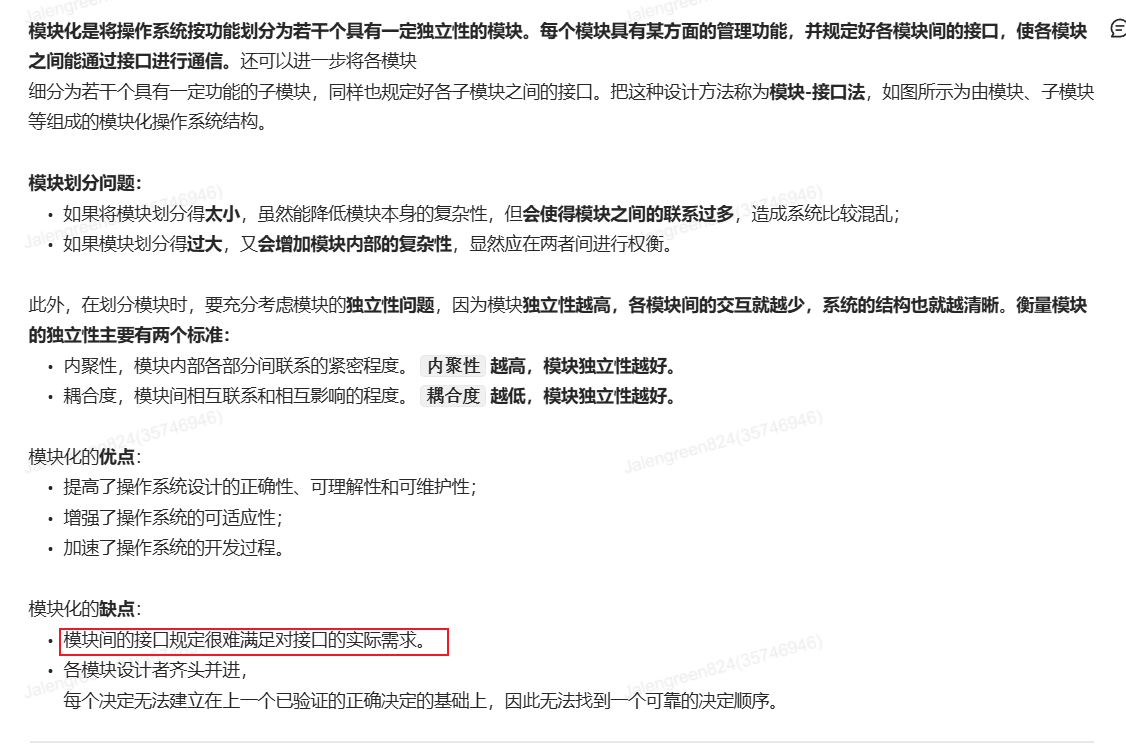 模块化是将操作系统按功能划分为若干个具有一定独立性的模块。每个模块具有某方面的管理功能，并规定好各模块间的接口，使各模块
之间能通过接口进行通信。还可以进一步将各模块
细分为若干个具有一定功能的子模块，同样也规定好各子模块之间的接口。把这种设计方法称为模块-接口法，如图所示为由模块、子模块
等组成的模块化操作系统结构。
模块划分问题：
• 如果将模块划分得太小，虽然能降低模块本身的复杂性，但会使得模块之间的联系过多，造成系统比较混乱；
• 如果模块划分得过大，又会增加模块内部的复杂性，显然应在两者间进行权衡。
此外，在划分模块时，要充分考虑模块的独立性问题，因为模块独立性越高，各模块间的交互就越少，系统的结构也就越清晰。衡量模块
的独立性主要有两个标准：
• 内聚性，模块内部各部分间联系的紧密程度。 内聚性 越高，模块独立性越好。
• 耦合度，模块间相互联系和相互影响的程度。 耦合度 越低，模块独立性越好。
模块化的优点：
• 提高了操作系统设计的正确性、可理解性和可维护性；
• 增强了操作系统的可适应性；
• 加速了操作系统的开发过程。
模块化的缺点：
• 模块间的接口规定很难满足对接口的实际需求。
• 各模块设计者齐头并进，
每个决定无法建立在上一个已验证的正确决定的基础上，因此无法找到一个可靠的决定顺序。
Jalengreen824(35746946)
Jalengreen824(35746946)